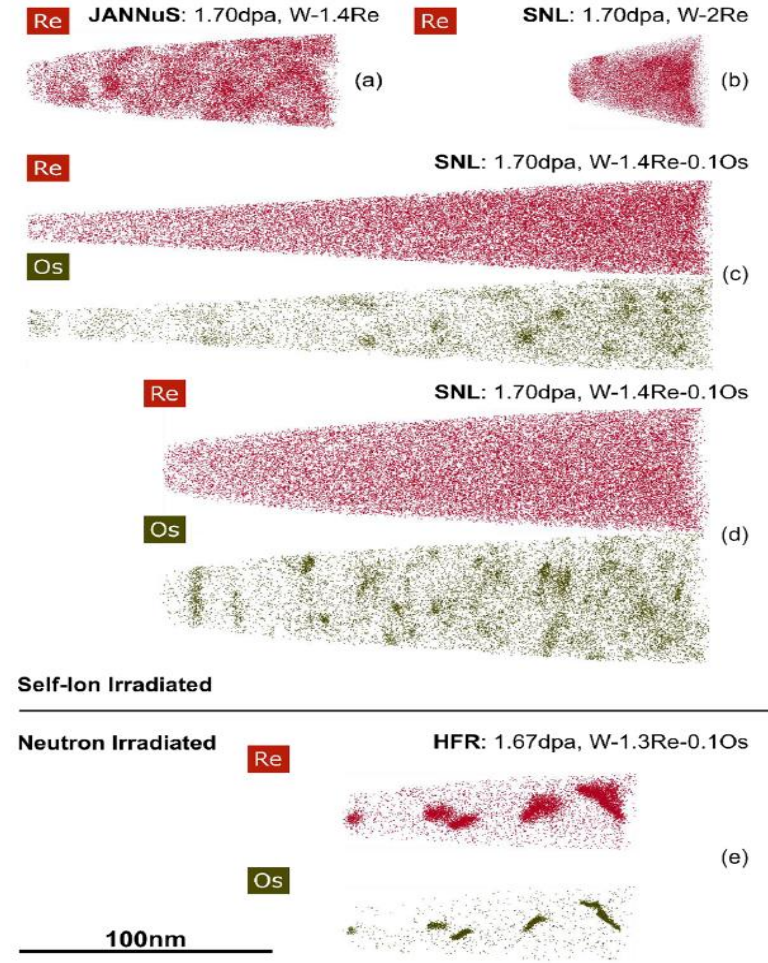 Re JANNuS: 1.70dpa, W-1.4Re
(a)
Re SNL: 1.70dpa, W-2Re
(b)
SNL: 1.70dpa, W-1.4Re-0.1Os
Re
Os
(c)
SNL: 1.70dpa, W-1.4Re-0.1Os
Re
Os
(d)
Self-Ion Irradiated
Neutron Irradiated
HFR: 1.67dpa, W-1.3Re-0.1Os
Re
Os
(e)
100nm